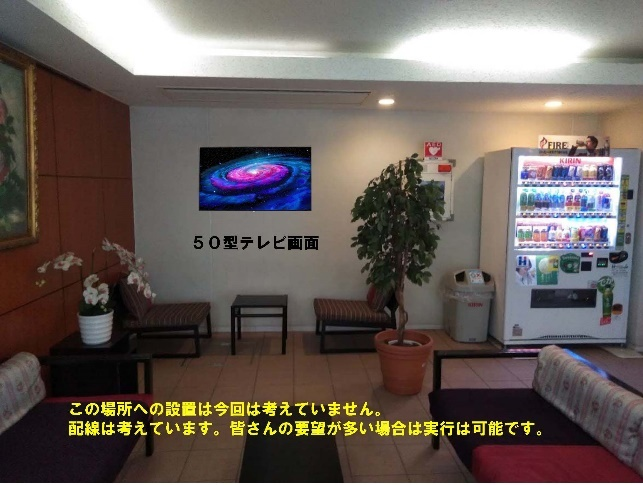 AED
FIRE
KIRIN
50型テレビ画面
この場所への設置は今回は考えていません。
配線は考えています。皆さんの要望が多い場合は実行は可能です。